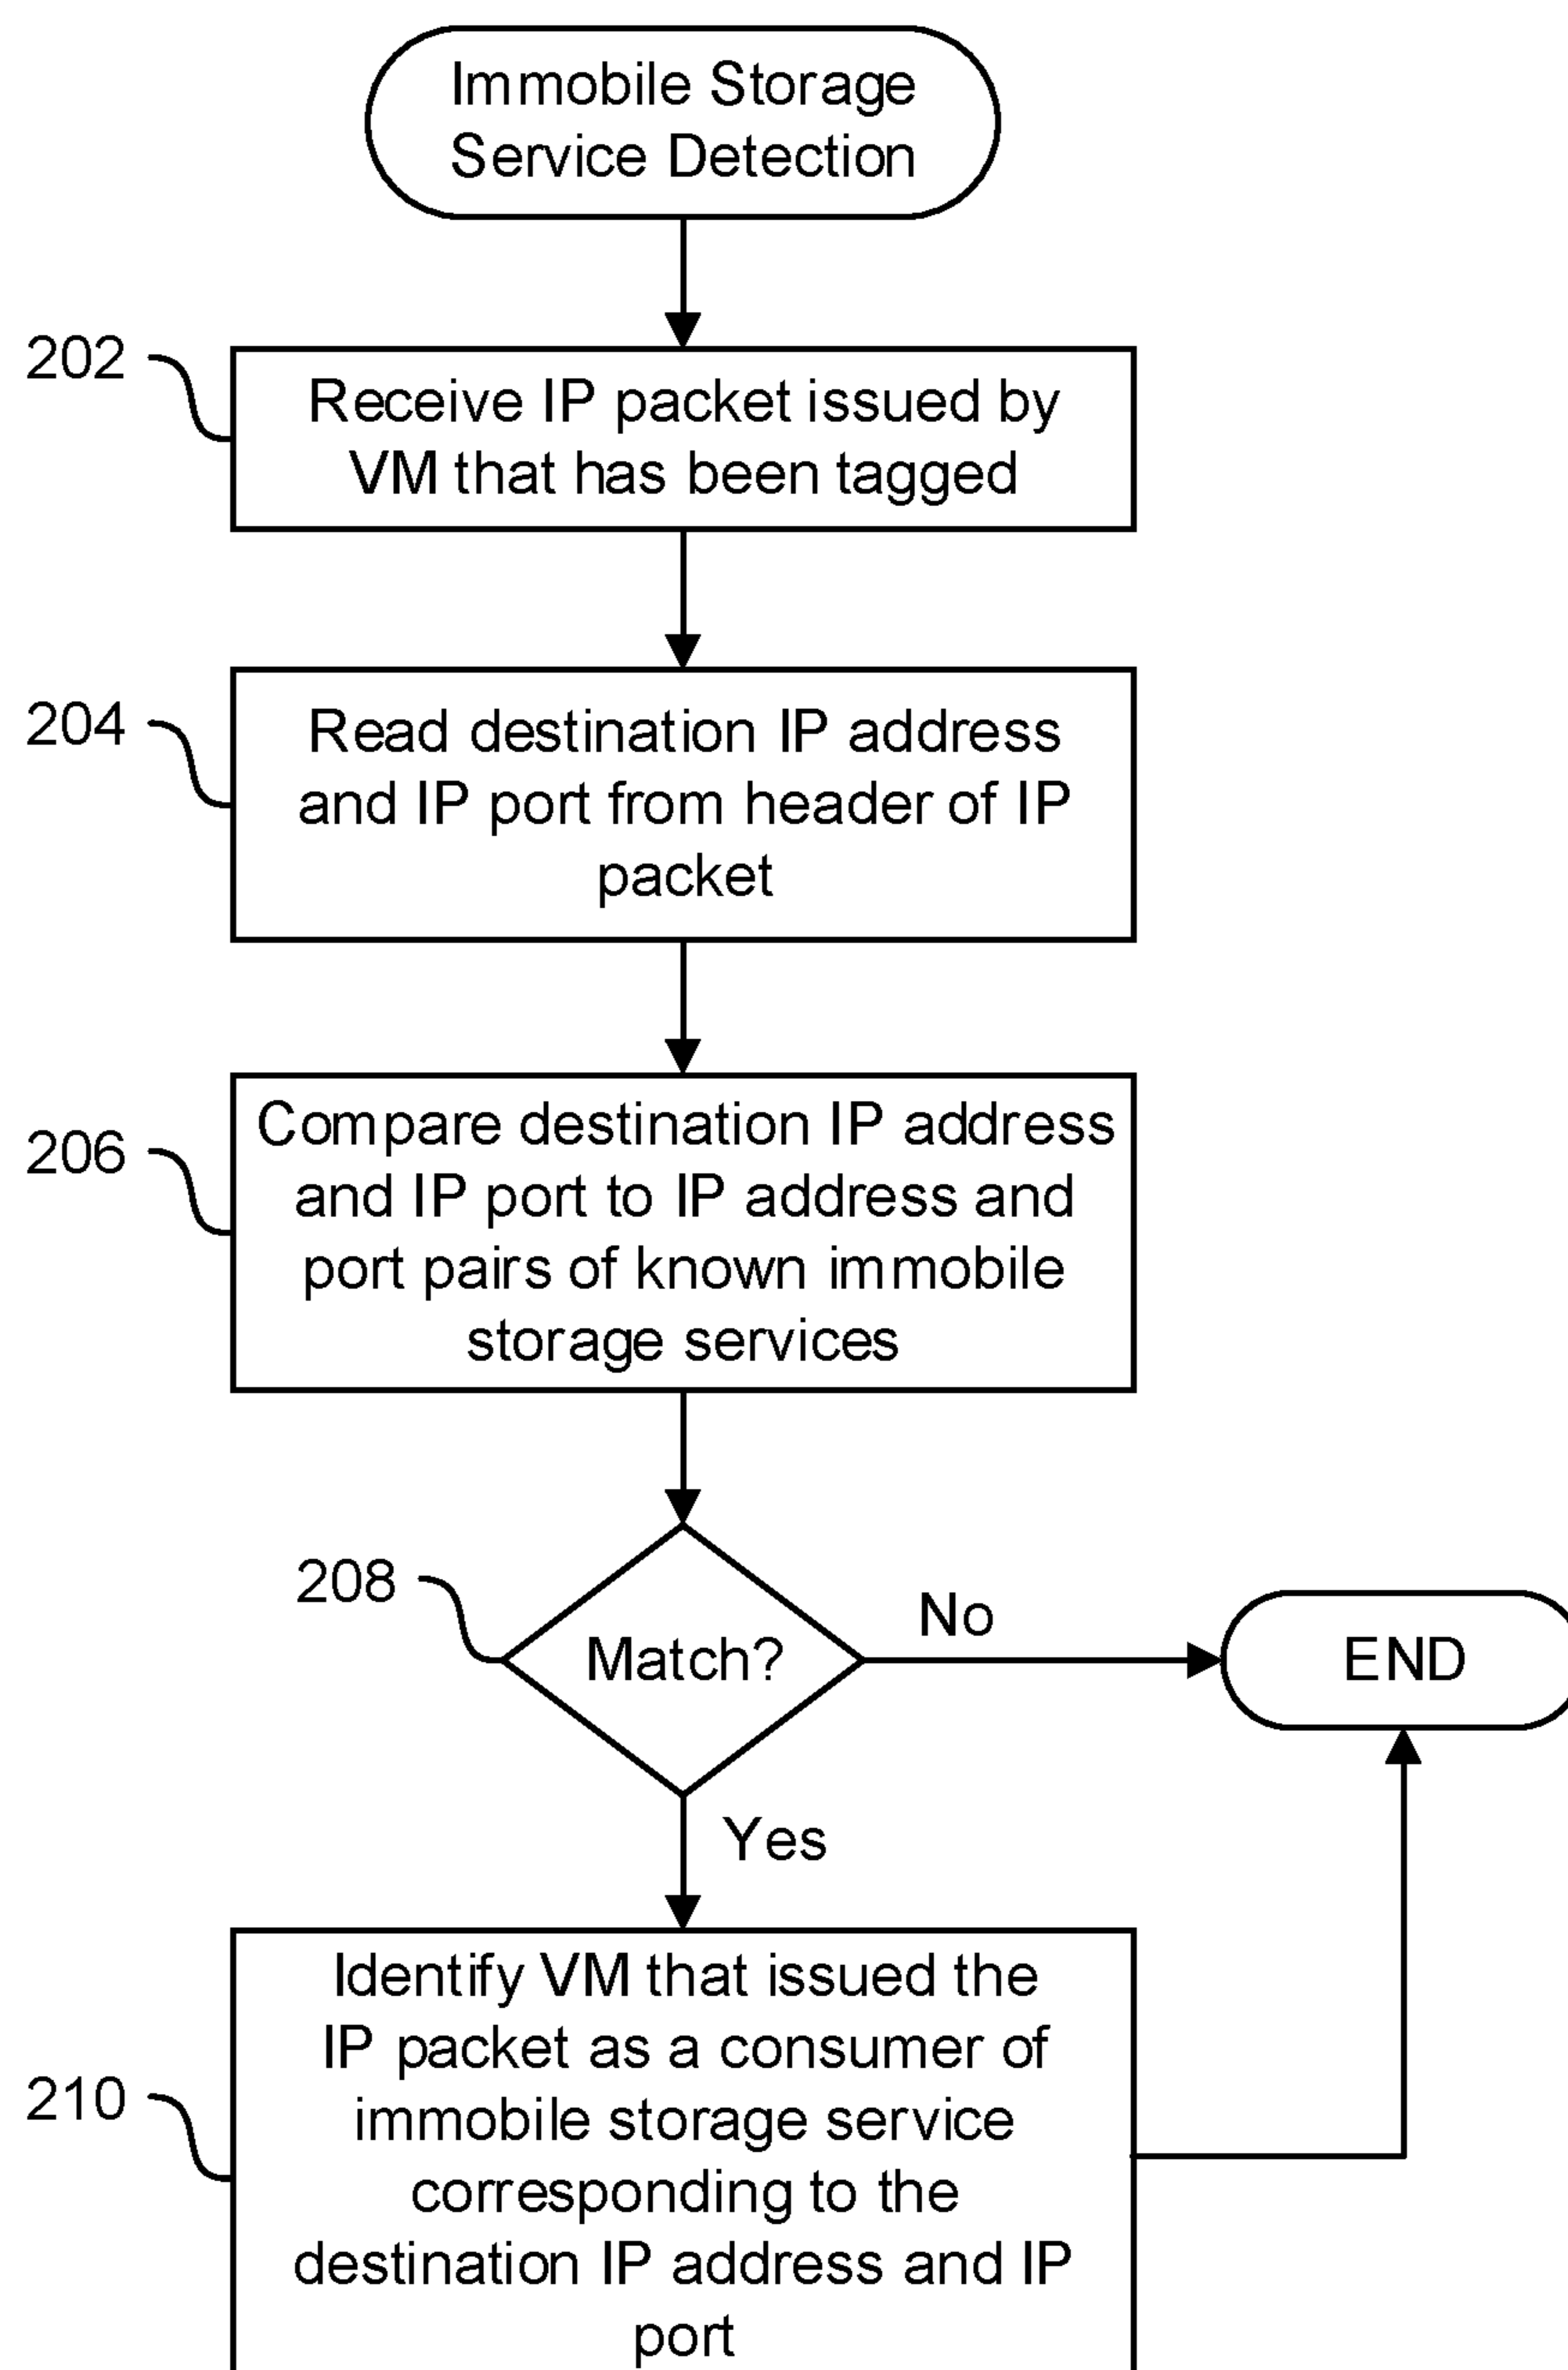 Immobile Storage
Service Detection
202
Receive IP packet issued by
VM that has been tagged
204
Read destination IP address
and IP port from header of IP
packet
206
Compare destination IP address
and IP port to IP address and
port pairs of known immobile
storage services
208
Match?
No
END
Yes
210
Identify VM that issued the
IP packet as a consumer of
immobile storage service
corresponding to the
destination IP address and IP
port